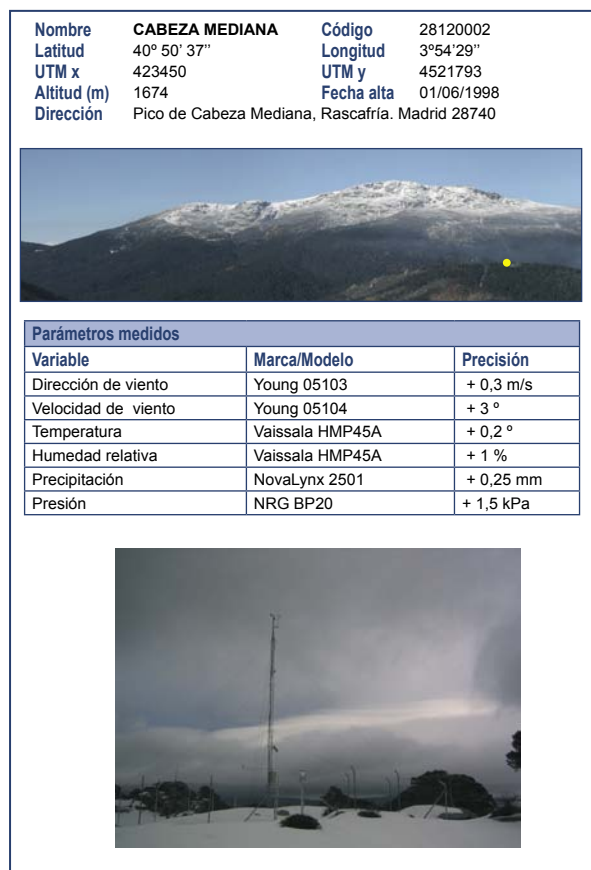 Nombre CABEZA MEDIANA Código 28120002
Latitud 40º 50’ 37’’ Longitud 3º54’29’’
UTM x 423450 UTM y 4521793
Altitud (m) 1674 Fecha alta 01/06/1998
Dirección Pico de Cabeza Mediana, Rascafría. Madrid 28740
Parámetros medidos
Variable Marca/Modelo Precisión
Dirección de viento Young 05103 + 0,3 m/s
Velocidad de viento Young 05104 + 3 º
Temperatura Vaissala HMP45A + 0,2 º
Humedad relativa Vaissala HMP45A + 1 %
Precipitación NovaLynx 2501 + 0,25 mm
Presión NRG BP20 + 1,5 kPa